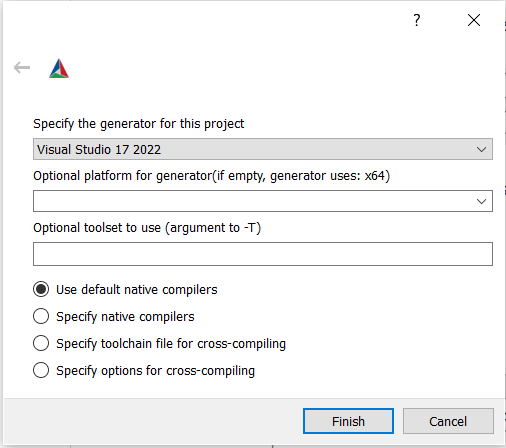 ?
Specify the generator for this project
Visual Studio 17 2022
Optional platform for generator(if empty, generator uses: x64)
Optional toolset to use (argument to -T)
Use default native compilers
Specify native compilers
Specify toolchain file for cross-compiling
Specify options for cross-compiling
Finish Cancel